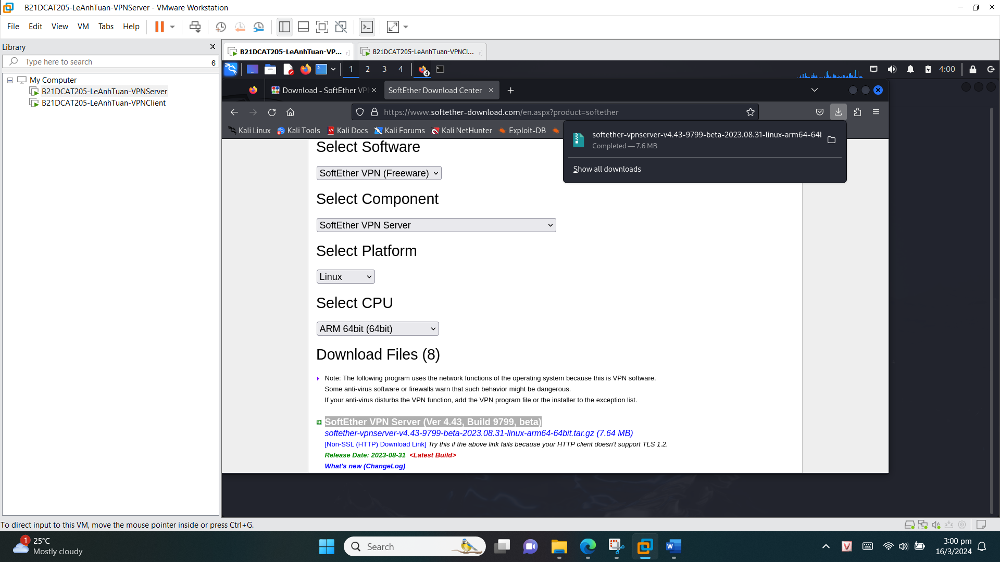 B21DCAT205-LeAnhTuan-VPNServer - VMware Workstation
File Edit View VM Tabs Help
Library
Type here to search
6
My Computer
B21DCAT205-LeAnhTuan-VPNServer
B21DCAT205-LeAnhTuan-VPNClient
B21DCAT205-LeAnhTuan-VP...
B21DCAT205-LeAnhTuan-VPNCl...
1 2 3 4
4
4:00
Download - SoftEther VPN
SoftEther Download Center
https://www.softether-download.com/en.aspx?product=softether
Kali Linux Kali Tools Kali Docs Kali Forums Kali NetHunter Exploit-DB
softether-vpnserver-v4.43-9799-beta-2023.08.31-linux-arm64-64b
Completed — 7.6 MB
Show all downloads
Select Software
SoftEther VPN (Freeware)
Select Component
SoftEther VPN Server
Select Platform
Linux
Select CPU
ARM 64bit (64bit)
Download Files (8)
Note: The following program uses the network functions of the operating system because this is VPN software.
Some anti-virus software or firewalls warn that such behavior might be dangerous.
If your anti-virus disturbs the VPN function, add the VPN program file or the installer to the exception list.
SoftEther VPN Server (Ver 4.43, Build 9799, beta)
softether-vpnserver-v4.43-9799-beta-2023.08.31-linux-arm64-64bit.tar.gz (7.64 MB)
[Non-SSL (HTTP) Download Link] Try this if the above link fails because your HTTP client doesn't support TLS 1.2.
Release Date: 2023-08-31 <Latest Build>
What's new (ChangeLog)
To direct input to this VM, move the mouse pointer inside or press Ctrl+G.
1
25°C
Mostly cloudy
Search
W
V
3:00 pm
16/3/2024